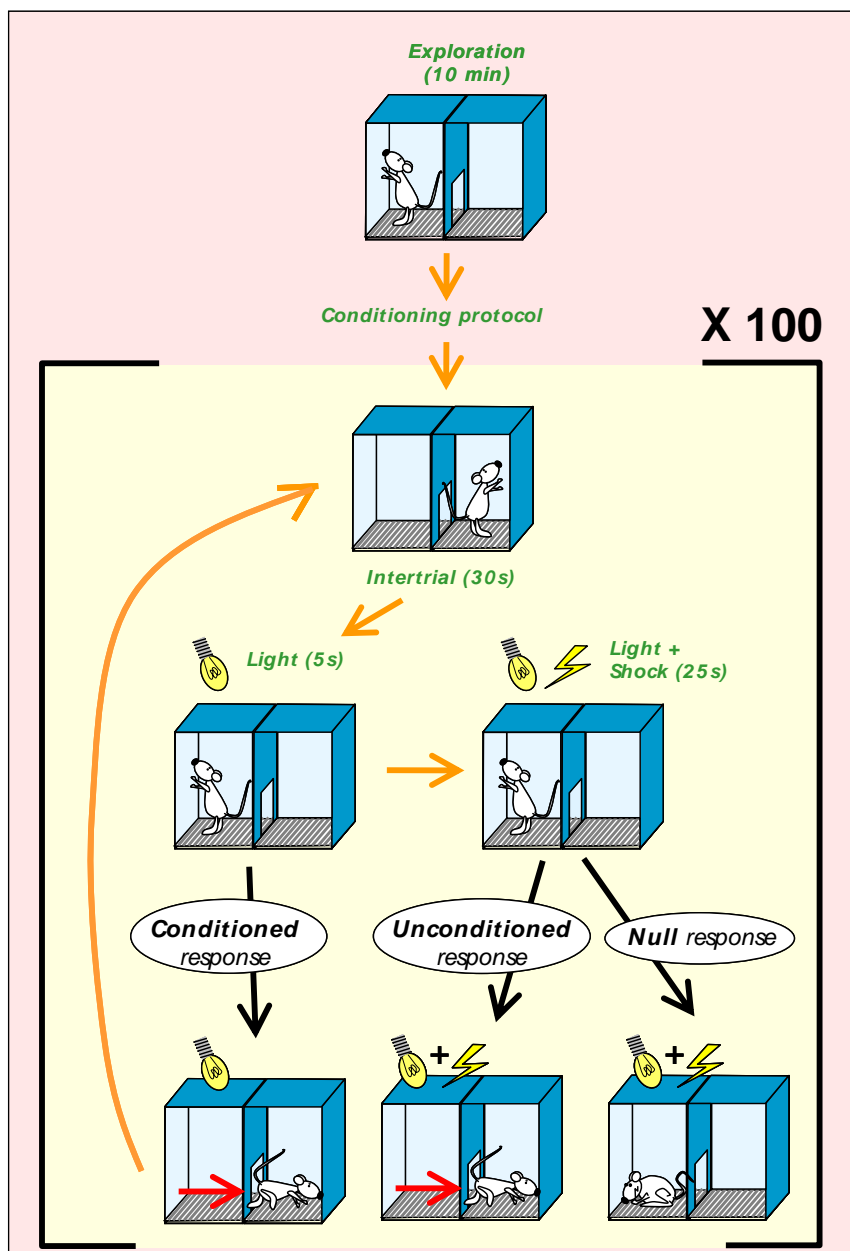 Exploration
(10 min)
Conditioning protocol
X 100
Intertrial (30s)
Light (5s)
Light +
Shock (25s)
Conditioned
response
Unconditioned
response
Null response
+
+